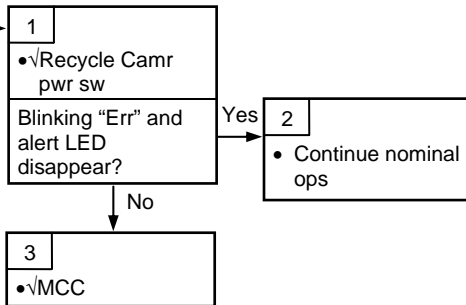 1
•√Recycle Camr
pwr sw
Blinking “Err” and
alert LED
disappear?
Yes
2
• Continue nominal
ops
No
3
•√MCC